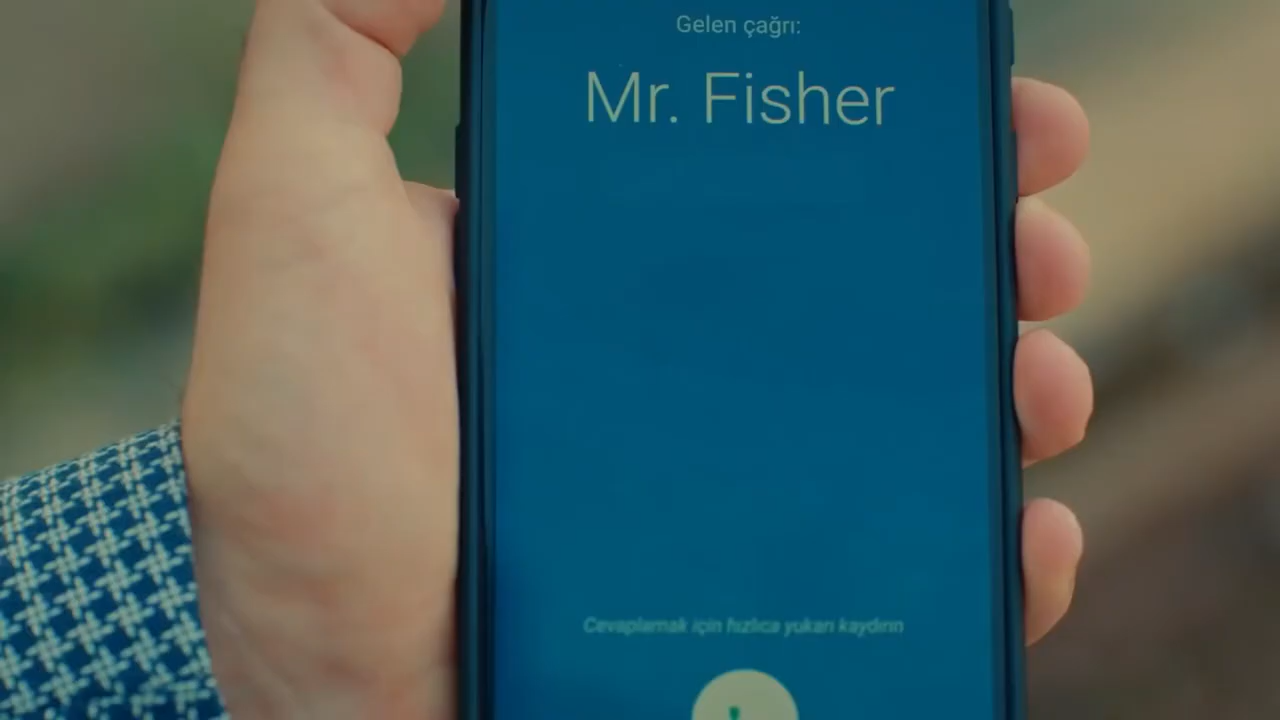 Gelen çağrı:
Mr. Fisher
Cevaplamak için hızlıca yukarı kaydırın